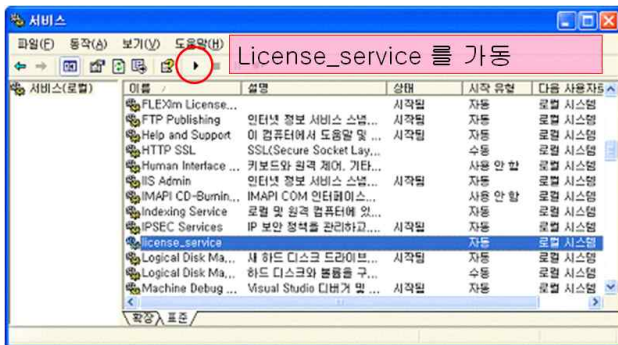 서비스
파일(F) 동작(A) 보기(V) 도움말(H)
License_service 를 가동
서비스(로컬)
이름 / 설명 상태 시작 유형 다음 사용자로
FLEXlm License... 시작됨 자동 로컬 시스템
FTP Publishing 인터넷 정보 서비스 스냅... 시작됨 자동 로컬 시스템
Help and Support 이 컴퓨터에서 도움말 및 ... 시작됨 자동 로컬 시스템
HTTP SSL SSL(Secure Socket Lay... 수동 로컬 시스템
Human Interface ... 키보드와 원격 제어, 기타... 사용 안 함 로컬 시스템
IIS Admin 인터넷 정보 서비스 스냅... 시작됨 자동 로컬 시스템
IMAPI CD-Burnin... IMAPI COM 인터페이스... 사용 안 함 로컬 시스템
Indexing Service 로컬 및 원격 컴퓨터에 있... 자동 로컬 시스템
IPSEC Services IP 보안 정책을 관리하고... 시작됨 자동 로컬 시스템
license_service 자동 로컬 시스템
Logical Disk Ma... 새 하드 디스크 드라이브... 시작됨 자동 로컬 시스템
Logical Disk Ma... 하드 디스크와 볼륨을 구... 수동 로컬 시스템
Machine Debug ... Visual Studio 디버거 및 ... 시작됨 자동 로컬 시스템
확장 표준